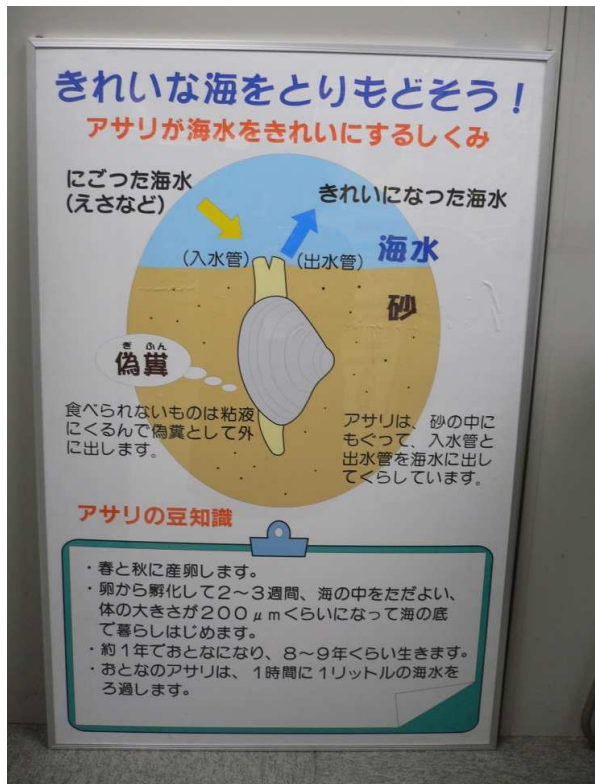 きれいな海をとりもどそう！
アサリが海水をきれいにするしくみ
にごった海水
(えさなど)
きれいになった海水
(入水管)
(出水管)
海水
砂
ぎ ふん
偽糞
食べられないものは粘液
にくるんで偽糞として外
に出します。
アサリは、砂の中に
もぐって、入水管と
出水管を海水に出し
てくらしています。
アサリの豆知識
・春と秋に産卵します。
・卵から孵化して２～３週間、海の中をただよい、
体の大きさが２００μｍくらいになって海の底
で暮らしはじめます。
・約１年でおとなになり、８～９年くらい生きます。
・おとなのアサリは、１時間に１リットルの海水を
ろ過します。